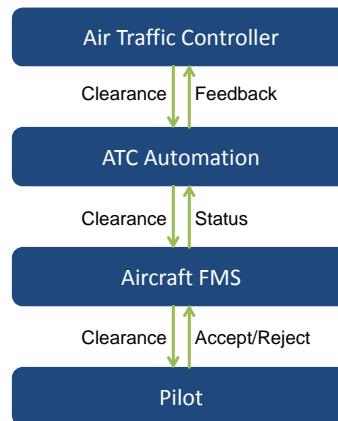 Air Traffic Controller
Clearance Feedback
ATC Automation
Clearance Status
Aircraft FMS
Clearance Accept/Reject
Pilot